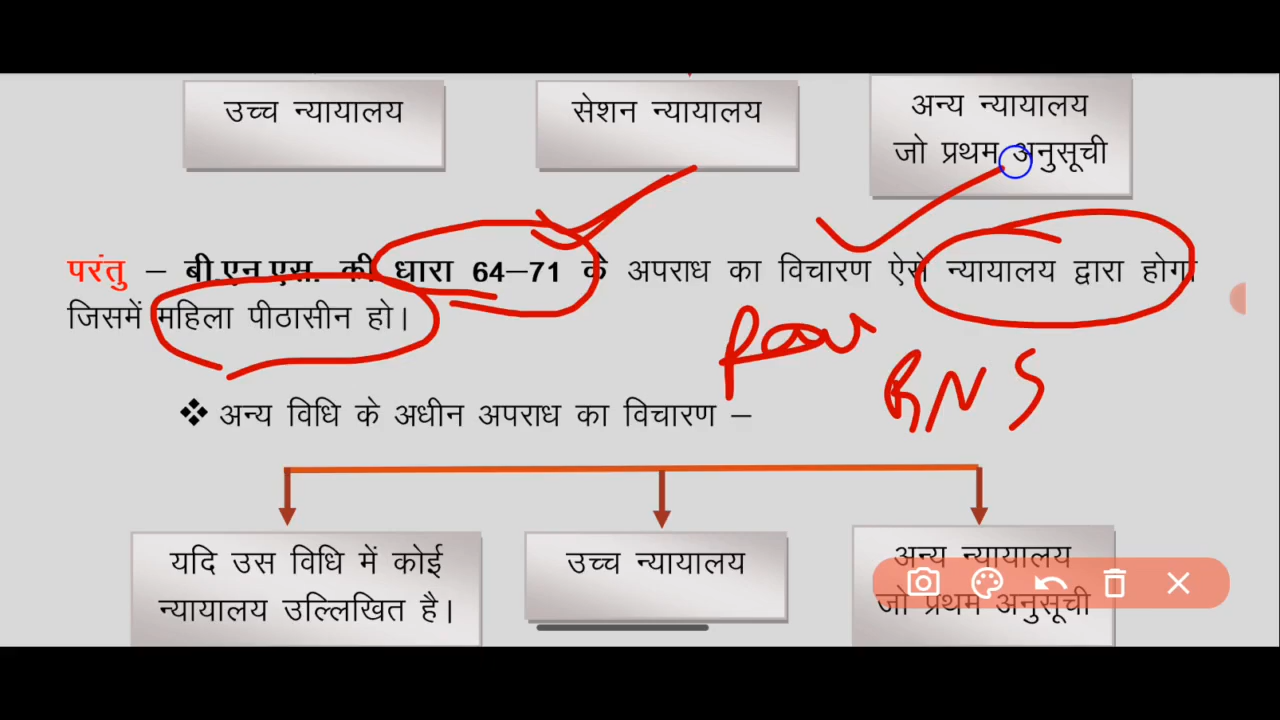 उच्च न्यायालय
सेशन न्यायालय
अन्य न्यायालय
जो प्रथम अनुसूची
परंतु – बी.एन.एस. की धारा 64–71 के अपराध का विचारण ऐसे न्यायालय द्वारा होगा
जिसमें महिला पीठासीन हो।
BNS
❖ अन्य विधि के अधीन अपराध का विचारण –
यदि उस विधि में कोई
न्यायालय उल्लिखित है।
उच्च न्यायालय
अन्य न्यायालय
जो प्रथम अनुसूची